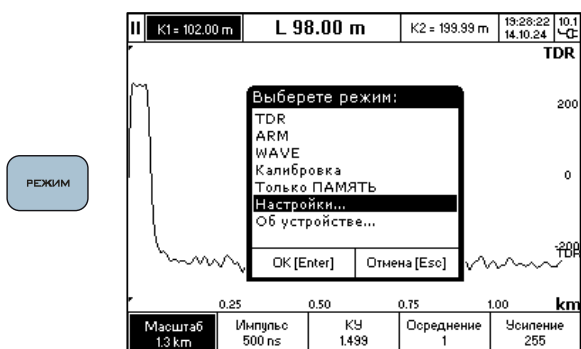 РЕЖИМ
K1 = 102.00 m
L 98.00 m
K2 = 199.99 m
19:28:22
14.10.24
10.1
TDR
200
0
-200
TDR
Выберете режим:
TDR
ARM
WAVE
Калибровка
Только ПАМЯТЬ
Настройки...
Об устройстве...
OK [Enter]
Отмена [Esc]
0.25
0.50
0.75
1.00
km
Масштаб
1.3 km
Импульс
500 ns
КУ
1.499
Осреднение
1
Усиление
255